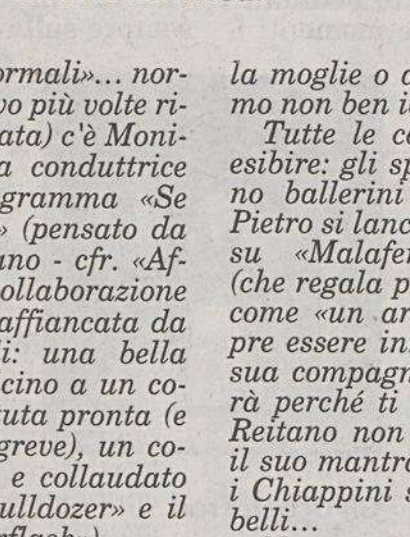 ormali»... nor-
vo più volte ri-
ata) c'è Moni-
a conduttrice
gramma «Se
» (pensato da
ano - cfr. «Af-
ollaborazione
affiancata da
i: una bella
cino a un co-
uta pronta (e
greve), un co-
e collaudato
ulldozer» e il
rflash»)
la moglie o a
mo non ben i
Tutte le co
esibire: gli sp
no ballerini
Pietro si lanc
su «Malafe
(che regala p
come «un ar
pre essere in
sua compagn
rà perché ti
Reitano non
il suo mantra
i Chiappini s
belli...